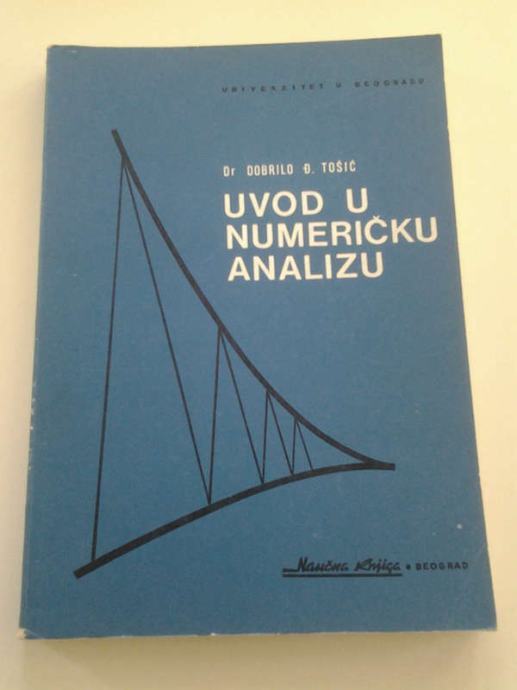 UNIVERZITET U BEOGRADU
Dr DOBRILO Đ. TOŠIĆ
UVOD U
NUMERIČKU
ANALIZU
Naučna Knjiga • BEOGRAD